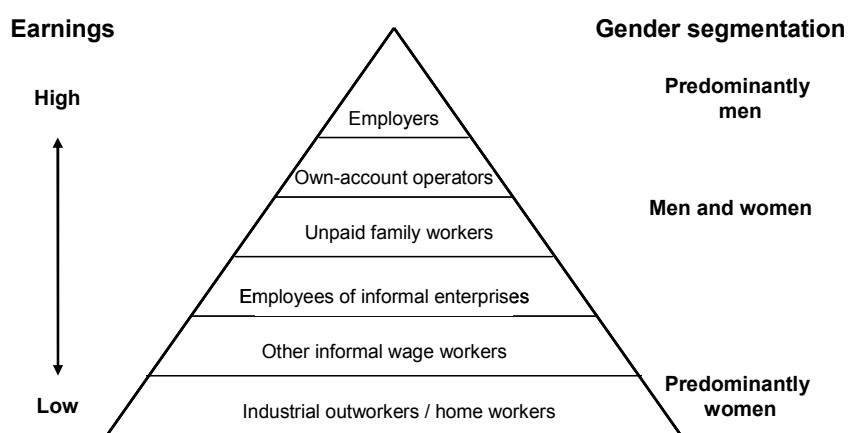 Earnings
Gender segmentation
High
Predominantly
men
Employers
Own-account operators
Men and women
Unpaid family workers
Employees of informal enterprises
Other informal wage workers
Low
Predominantly
women
Industrial outworkers / home workers